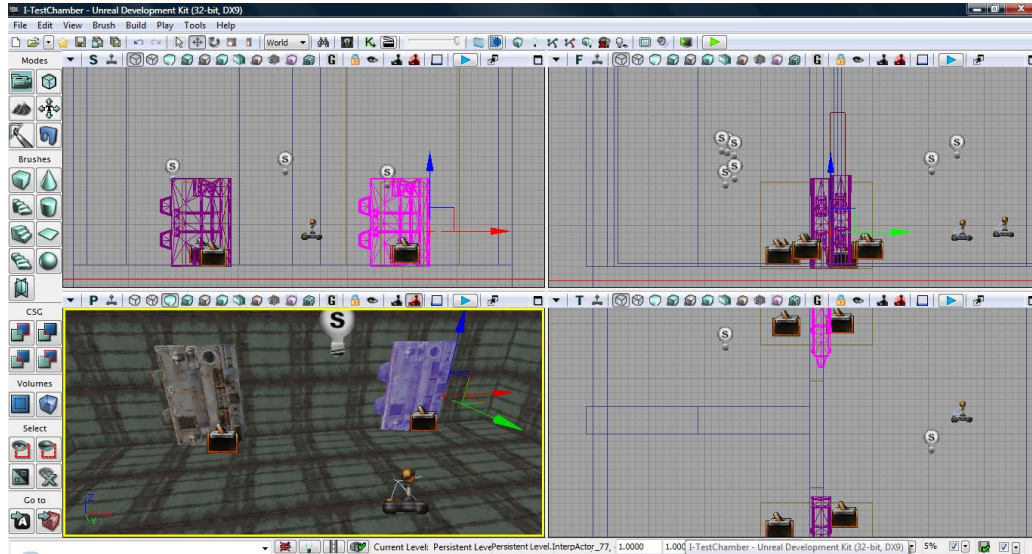 I-TestChamber - Unreal Development Kit (32-bit, DX9)
File Edit View Brush Build Play Tools Help
World
K
Modes
S G
F G
S S S
S S S S S
Brushes
CSG
P G
T G
S
S
S
Volumes
Select
Go to
A
Z
Y
Current Level: Persistent Level
Persistent Level.InterpActor_77, -
1.0000
1.000
I-TestChamber - Unreal Development Kit (32-bit, DX9)
5%